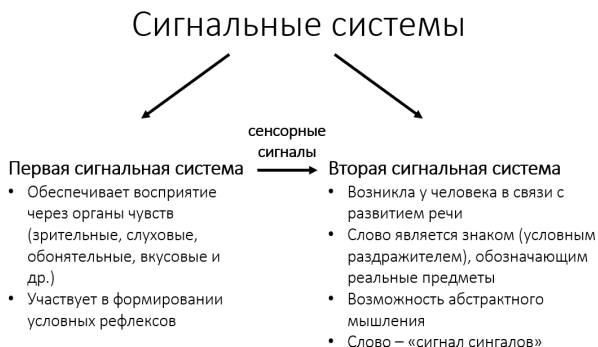 Сигнальные системы
сенсорные
сигналы
Первая сигнальная система
• Обеспечивает восприятие
через органы чувств
(зрительные, слуховые,
обонятельные, вкусовые и
др.)
• Участвует в формировании
условных рефлексов
Вторая сигнальная система
• Возникла у человека в связи с
развитием речи
• Слово является знаком (условным
раздражителем), обозначающим
реальные предметы
• Возможность абстрактного
мышления
• Слово – «сигнал сингалов»